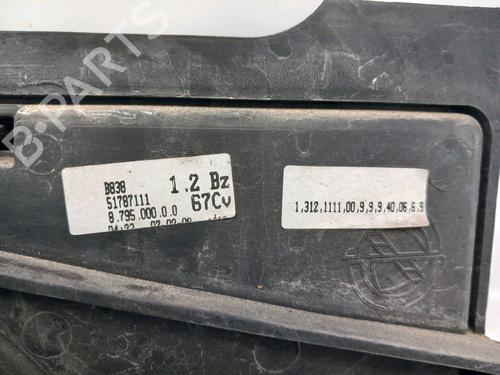 B-PARTS
B838 1.2 Bz
51787111 67Cv
8.795.000.0.0
1,312,1111,00,9,9,9,40,06,6,9